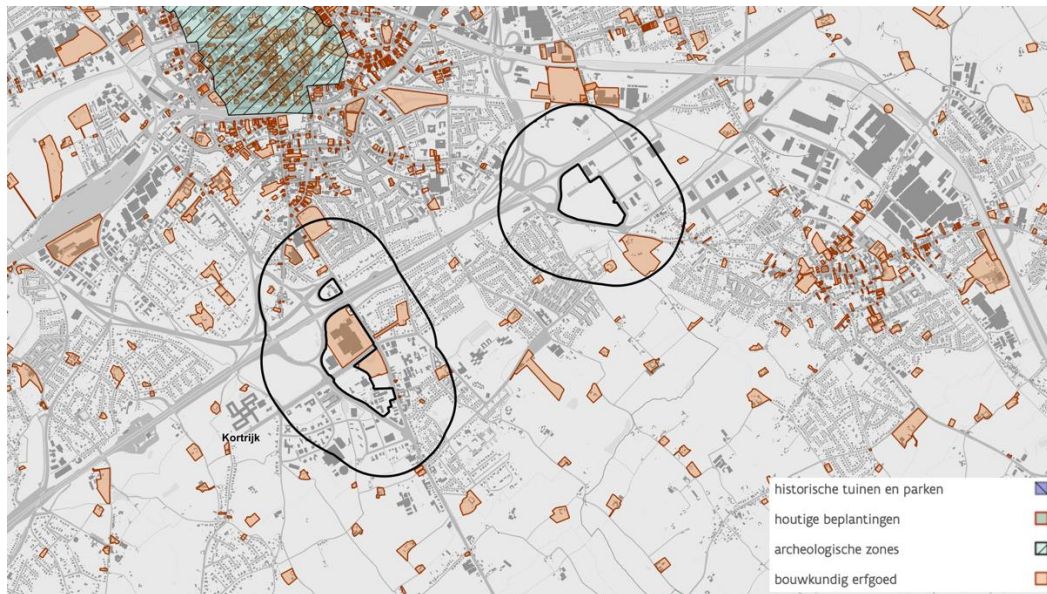 Kortrijk
historische tuinen en parken
houtige beplantingen
archeologische zones
bouwkundig erfgoed